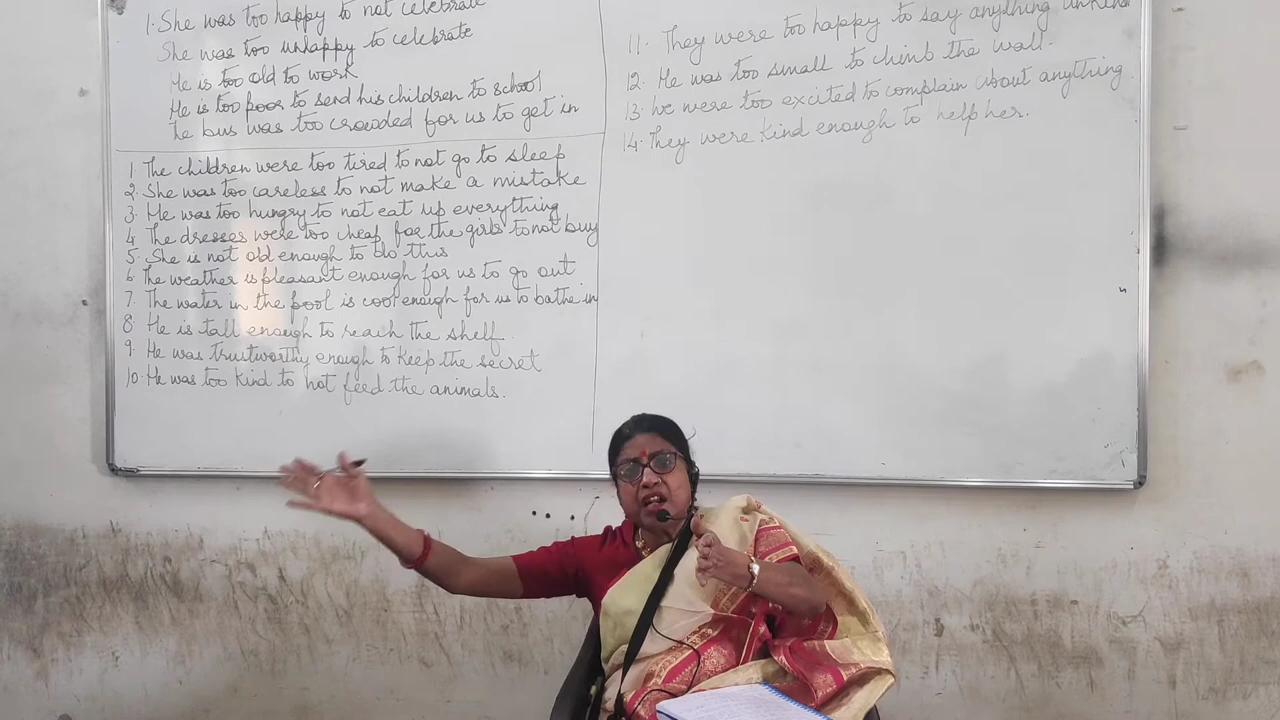 1. She was too happy to not celebrate
She was too unhappy to celebrate
He is too old to work
He is too poor to send his children to school
The bus was too crowded for us to get in
1. The children were too tired to not go to sleep
2. She was too careless to not make a mistake
3. He was too hungry to not eat up everything
4 The dresses were too cheap for the girls to not buy
5. She is not old enough to do this
6 The weather is pleasant enough for us to go out
7. The water in the pool is cool enough for us to bathe in
8 He is tall enough to reach the shelf.
9. He was trustworthy enough to keep the secret
10. He was too kind to not feed the animals.
11. They were too happy to say anything unkind
12. He was too small to climb the wall.
13. We were too excited to complain about anything.
14. They were kind enough to help her.